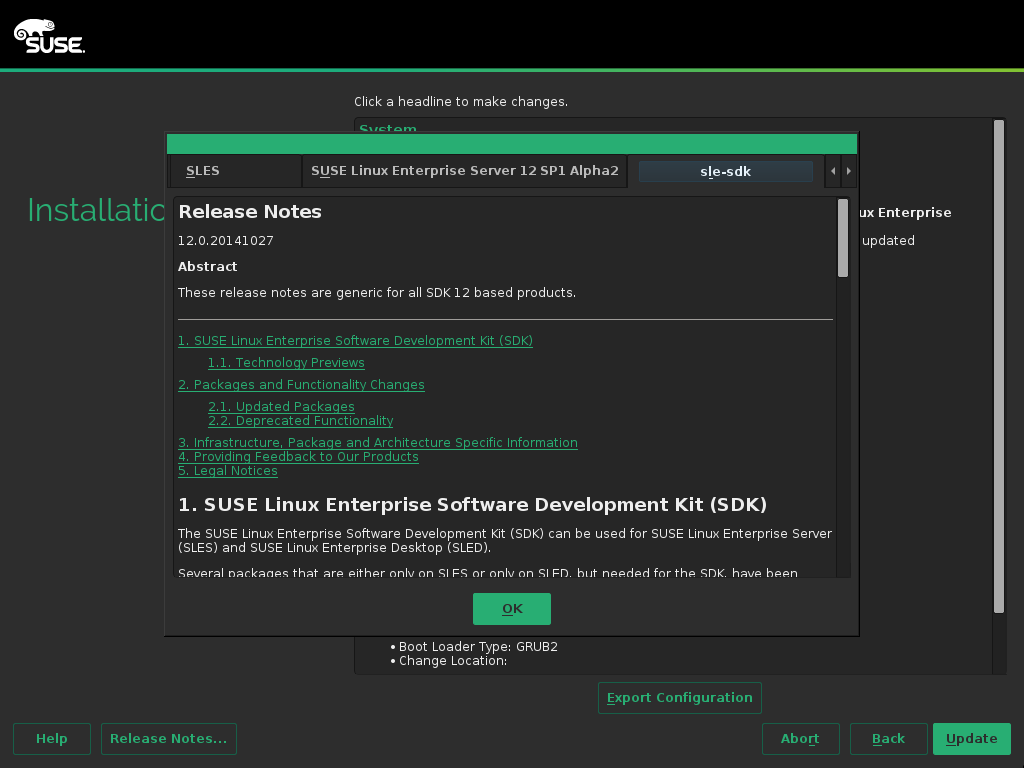 SUSE
Click a headline to make changes.
System
SLES
SUSE Linux Enterprise Server 12 SP1 Alpha2
sle-sdk
Installatio
Release Notes
12.0.20141027
ux Enterprise
updated
Abstract
These release notes are generic for all SDK 12 based products.
1. SUSE Linux Enterprise Software Development Kit (SDK)
1.1. Technology Previews
2. Packages and Functionality Changes
2.1. Updated Packages
2.2. Deprecated Functionality
3. Infrastructure, Package and Architecture Specific Information
4. Providing Feedback to Our Products
5. Legal Notices
1. SUSE Linux Enterprise Software Development Kit (SDK)
The SUSE Linux Enterprise Software Development Kit (SDK) can be used for SUSE Linux Enterprise Server
(SLES) and SUSE Linux Enterprise Desktop (SLED).
Several packages that are either only on SLES or only on SLED, but needed for the SDK, have been
OK
• Boot Loader Type: GRUB2
• Change Location:
Export Configuration
Help
Release Notes...
Abort
Back
Update